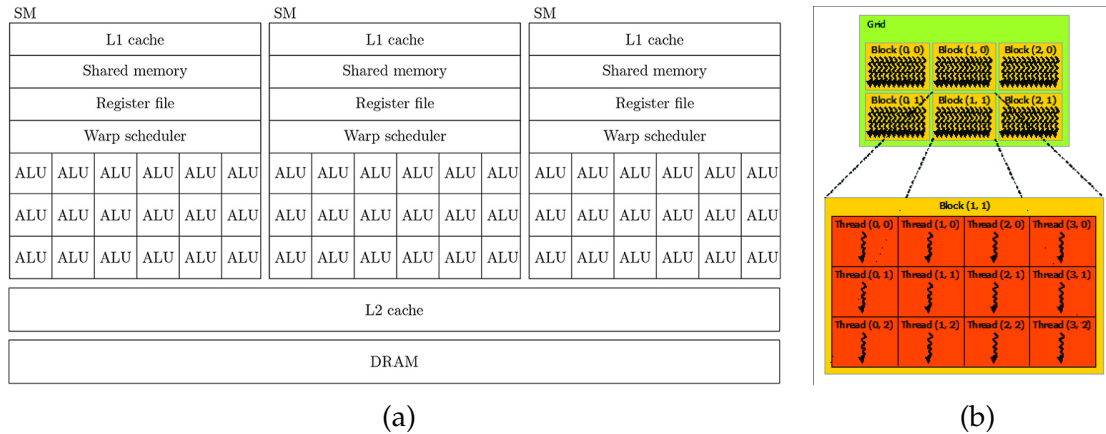 SM SM SM
L1 cache L1 cache L1 cache
Shared memory Shared memory Shared memory
Register file Register file Register file
Warp scheduler Warp scheduler Warp scheduler
ALU ALU ALU ALU ALU ALU ALU ALU ALU ALU ALU ALU ALU ALU ALU ALU ALU ALU
ALU ALU ALU ALU ALU ALU ALU ALU ALU ALU ALU ALU ALU ALU ALU ALU ALU ALU
ALU ALU ALU ALU ALU ALU ALU ALU ALU ALU ALU ALU ALU ALU ALU ALU ALU ALU
L2 cache
DRAM
(a)
Grid
Block (0, 0) Block (1, 0) Block (2, 0)
Block (0, 1) Block (1, 1) Block (2, 1)
Block (1, 1)
Thread (0, 0) Thread (1, 0) Thread (2, 0) Thread (3, 0)
Thread (0, 1) Thread (1, 1) Thread (2, 1) Thread (3, 1)
Thread (0, 2) Thread (1, 2) Thread (2, 2) Thread (3, 2)
(b)